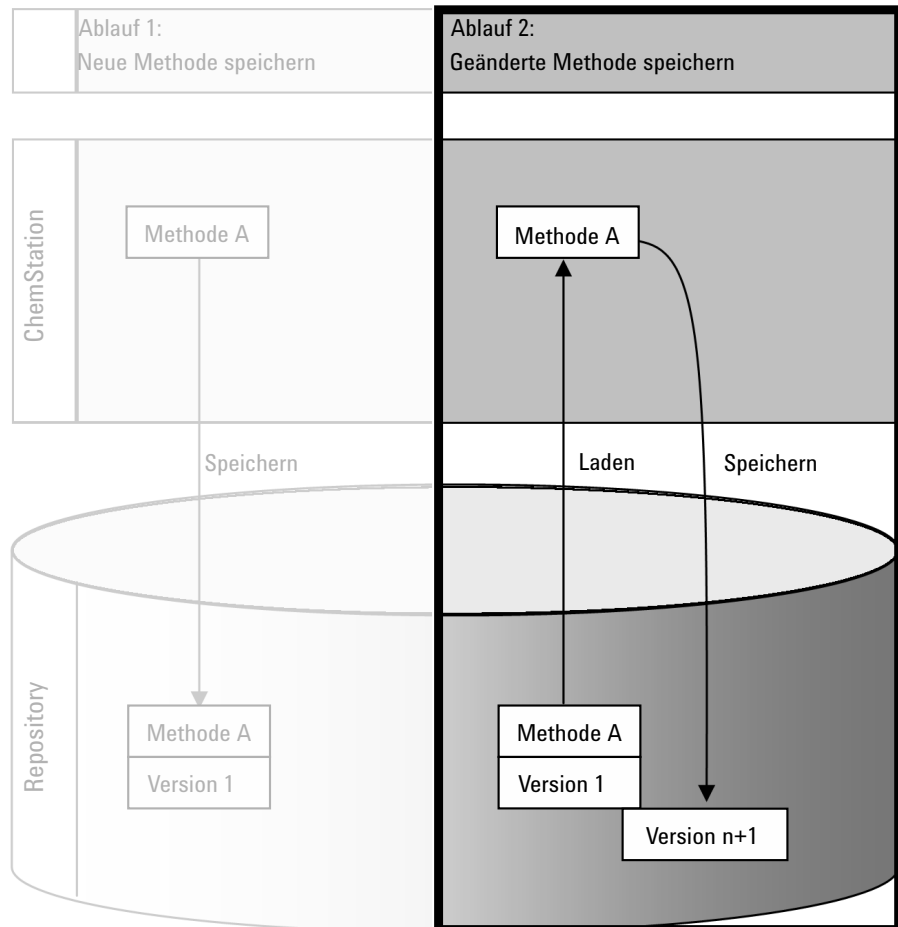 Ablauf 1:
Neue Methode speichern
Ablauf 2:
Geänderte Methode speichern
ChemStation
Methode A
Methode A
Speichern
Laden
Speichern
Repository
Methode A
Version 1
Methode A
Version 1
Version n+1